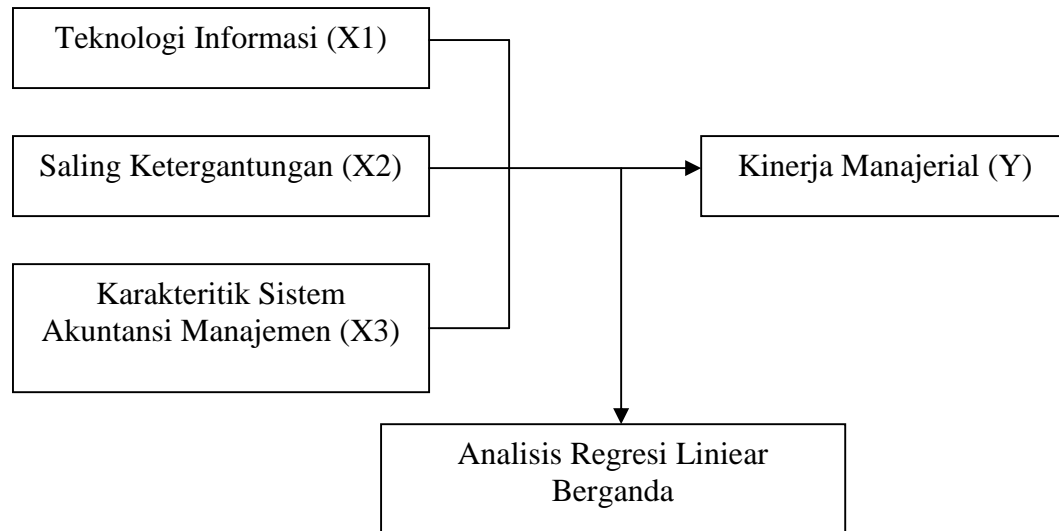 Teknologi Informasi (X1)
Saling Ketergantungan (X2)
Kinerja Manajerial (Y)
Karakteritik Sistem
Akuntansi Manajemen (X3)
Analisis Regresi Liniear
Berganda